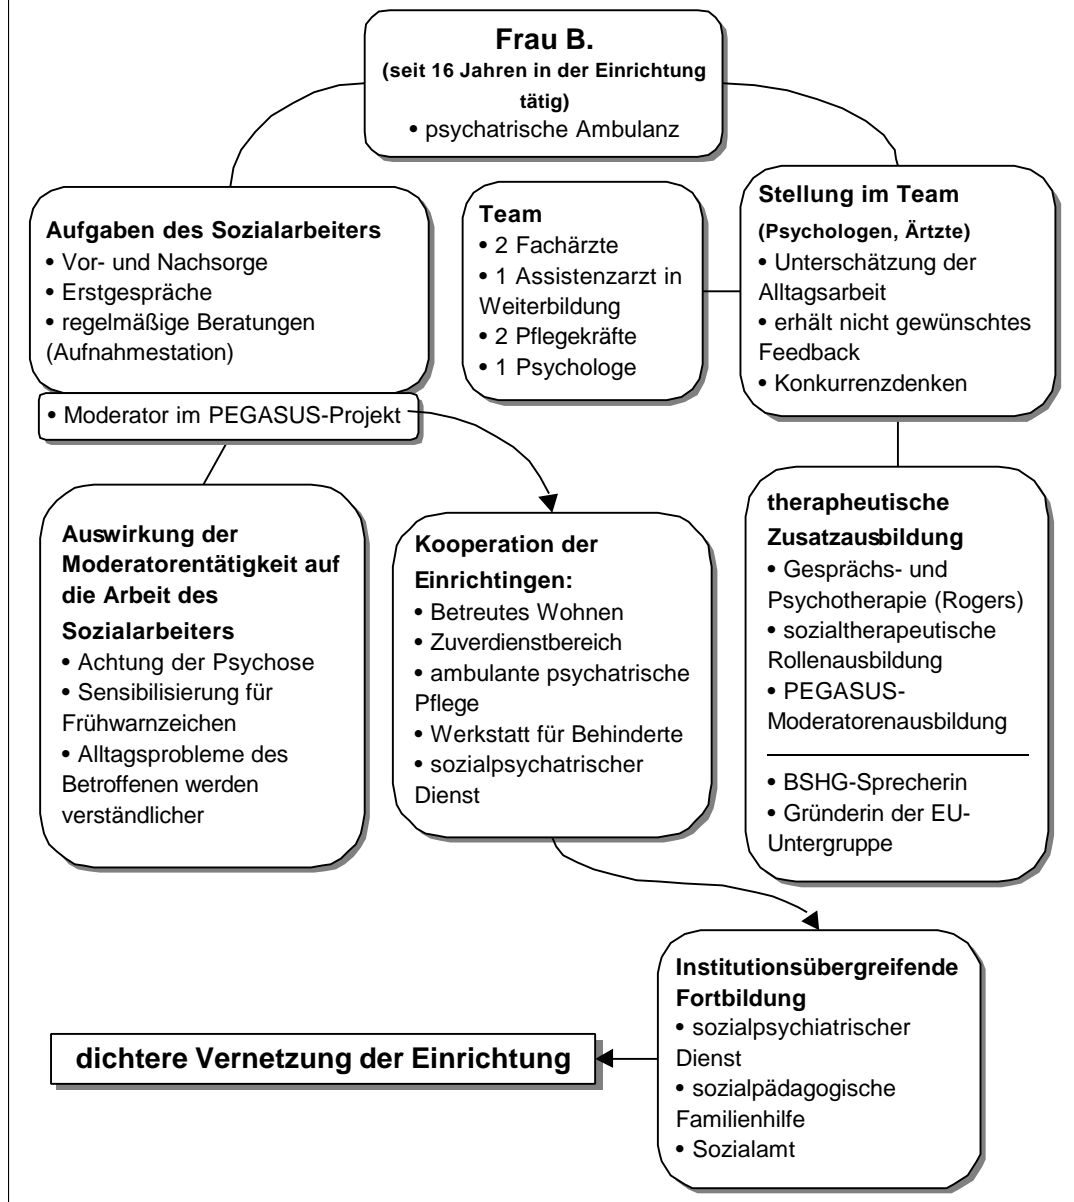 Frau B.
(seit 16 Jahren in der Einrichtung
tätig)
• psychatrische Ambulanz
Aufgaben des Sozialarbeiters
• Vor- und Nachsorge
• Erstgespräche
• regelmäßige Beratungen
(Aufnahmestation)
• Moderator im PEGASUS-Projekt
Team
• 2 Fachärzte
• 1 Assistenzarzt in
Weiterbildung
• 2 Pflegekräfte
• 1 Psychologe
Stellung im Team
(Psychologen, Ärtzte)
• Unterschätzung der
Alltagsarbeit
• erhält nicht gewünschtes
Feedback
• Konkurrenzdenken
Auswirkung der
Moderatorentätigkeit auf
die Arbeit des
Sozialarbeiters
• Achtung der Psychose
• Sensibilisierung für
Frühwarnzeichen
• Alltagsprobleme des
Betroffenen werden
verständlicher
Kooperation der
Einrichtingen:
• Betreutes Wohnen
• Zuverdienstbereich
• ambulante psychatrische
Pflege
• Werkstatt für Behinderte
• sozialpsychatrischer
Dienst
therapheutische
Zusatzausbildung
• Gesprächs- und
Psychotherapie (Rogers)
• sozialtherapeutische
Rollenausbildung
• PEGASUS-
Moderatorenausbildung
• BSHG-Sprecherin
• Gründerin der EU-
Untergruppe
Institutionsübergreifende
Fortbildung
• sozialpsychiatrischer
Dienst
• sozialpädagogische
Familienhilfe
• Sozialamt
dichtere Vernetzung der Einrichtung